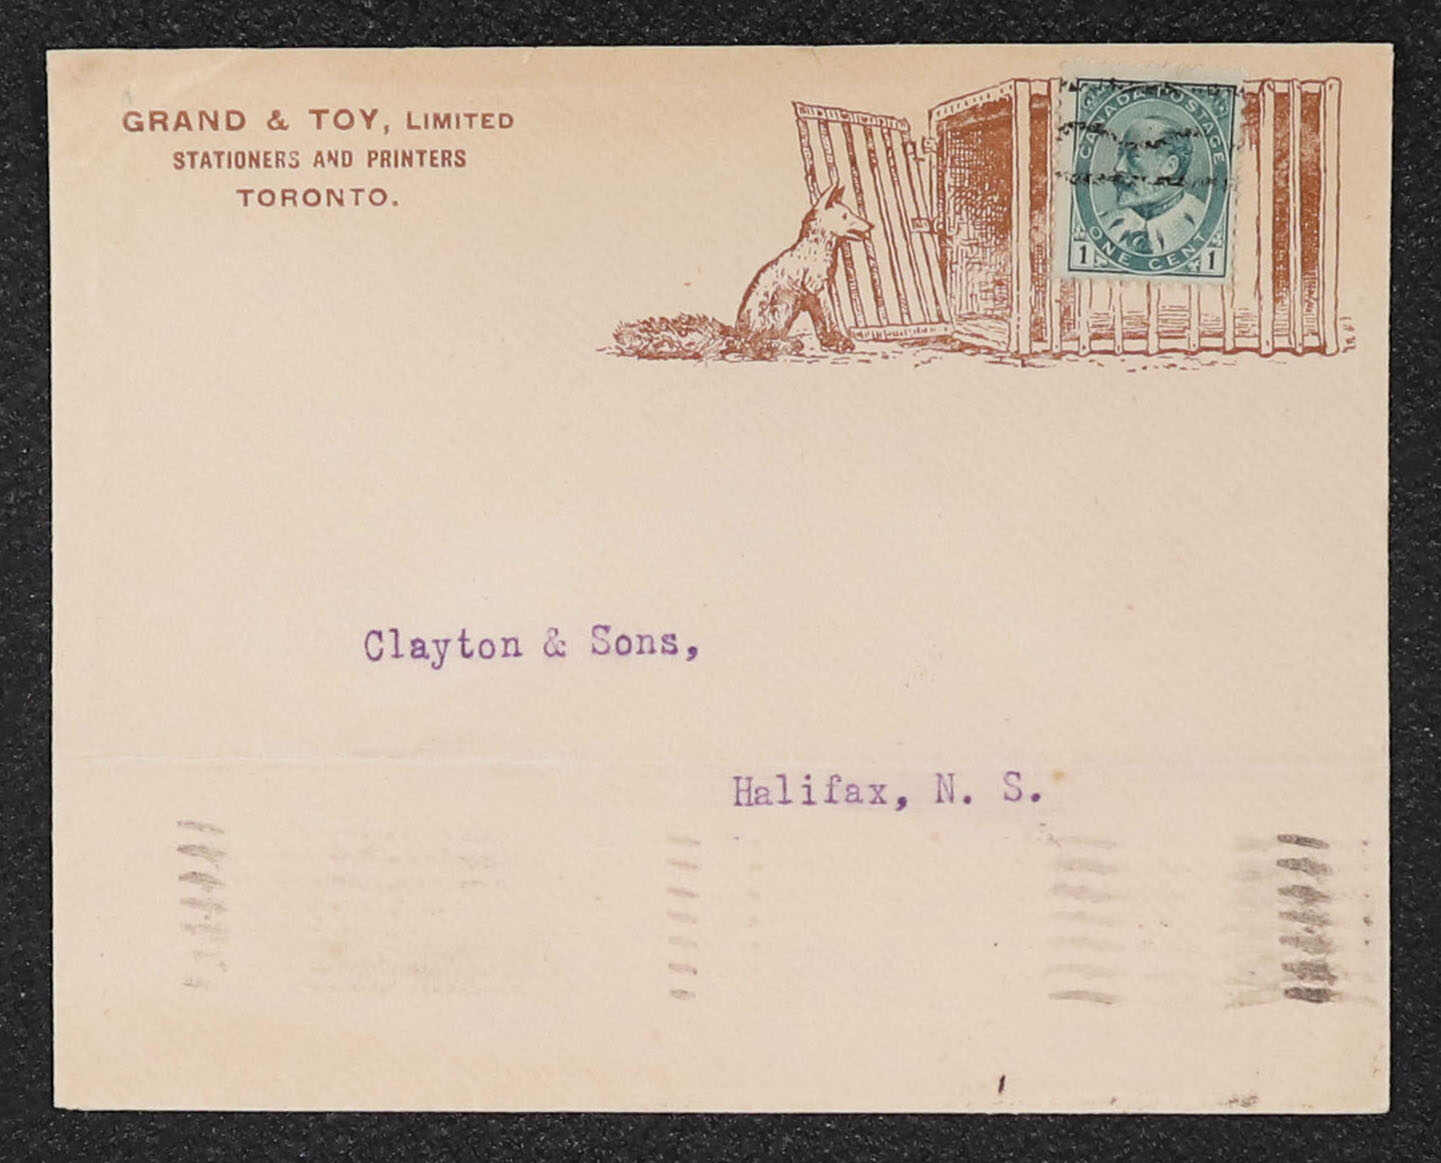 GRAND & TOY, LIMITED
STATIONERS AND PRINTERS
TORONTO.
CANADA POSTAGE
ONE CENT
1 1
Clayton & Sons,
Halifax, N. S.